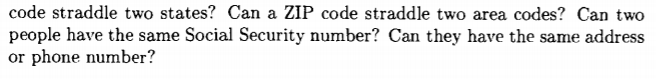 code straddle two states? Can a ZIP code straddle two area codes? Can two
people have the same Social Security number? Can they have the same address
or phone number?